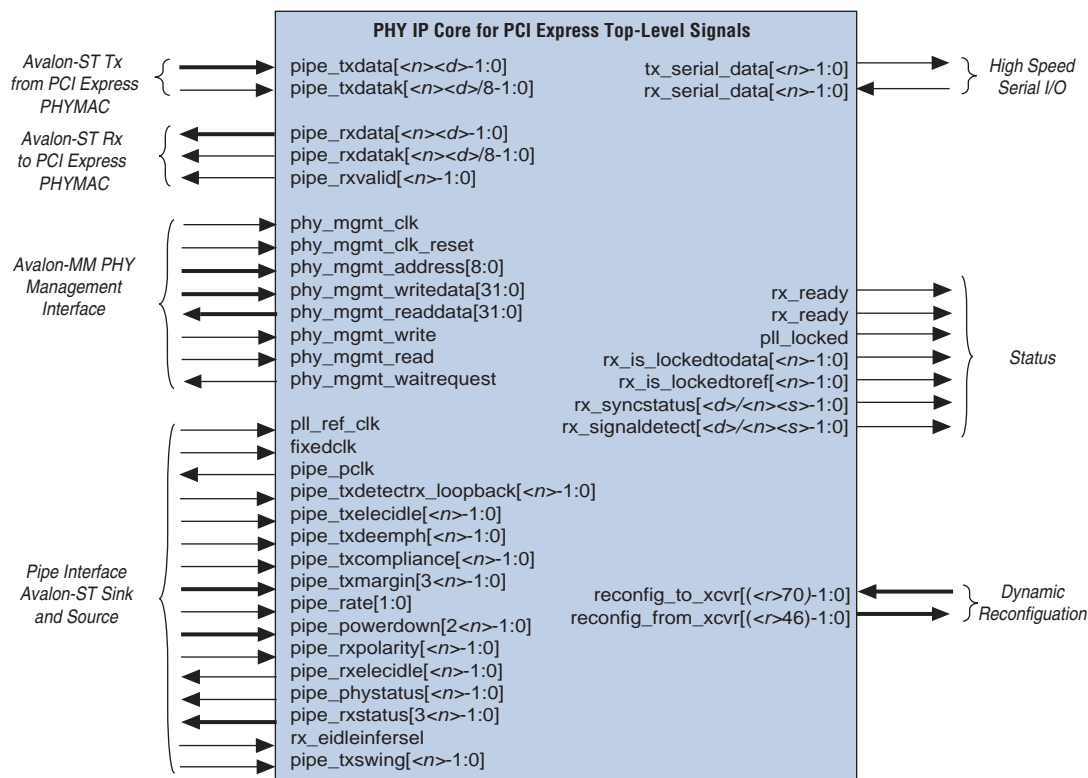 PHY IP Core for PCI Express Top-Level Signals
Avalon-ST Tx
from PCI Express
PHYMAC
pipe_txdata[<n><d>-1:0]
pipe_txdatak[<n><d>/8-1:0]
Avalon-ST Rx
to PCI Express
PHYMAC
pipe_rxdata[<n><d>-1:0]
pipe_rxdatak[<n><d>/8-1:0]
pipe_rxvalid[<n>-1:0]
Avalon-MM PHY
Management
Interface
phy_mgmt_clk
phy_mgmt_clk_reset
phy_mgmt_address[8:0]
phy_mgmt_writedata[31:0]
phy_mgmt_readdata[31:0]
phy_mgmt_write
phy_mgmt_read
phy_mgmt_waitrequest
Pipe Interface
Avalon-ST Sink
and Source
pll_ref_clk
fixedclk
pipe_pclk
pipe_txdetectrx_loopback[<n>-1:0]
pipe_txelecidle[<n>-1:0]
pipe_txdeemph[<n>-1:0]
pipe_txcompliance[<n>-1:0]
pipe_txmargin[3<n>-1:0]
pipe_rate[1:0]
pipe_powerdown[2<n>-1:0]
pipe_rxpolarity[<n>-1:0]
pipe_rxelecidle[<n>-1:0]
pipe_phystatus[<n>-1:0]
pipe_rxstatus[3<n>-1:0]
rx_eidleinfersel
pipe_txswing[<n>-1:0]
tx_serial_data[<n>-1:0]
rx_serial_data[<n>-1:0]
High Speed
Serial I/O
rx_ready
rx_ready
pll_locked
rx_is_lockedtodata[<n>-1:0]
rx_is_lockedtoref[<n>-1:0]
rx_syncstatus[<d>/<n><s>-1:0]
rx_signaldetect[<d>/<n><s>-1:0]
Status
reconfig_to_xcvr[(<r>70)-1:0]
reconfig_from_xcvr[(<r>46)-1:0]
Dynamic
Reconfiguation